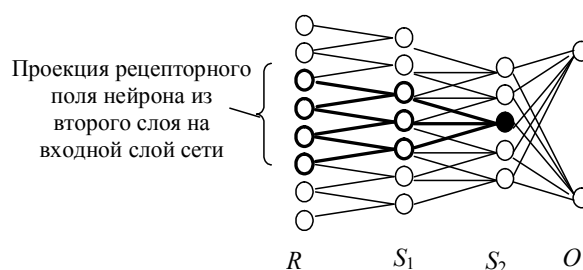 Проекция рецепторного
поля нейрона из
второго слоя на
входной слой сети
R S₁ S₂ O